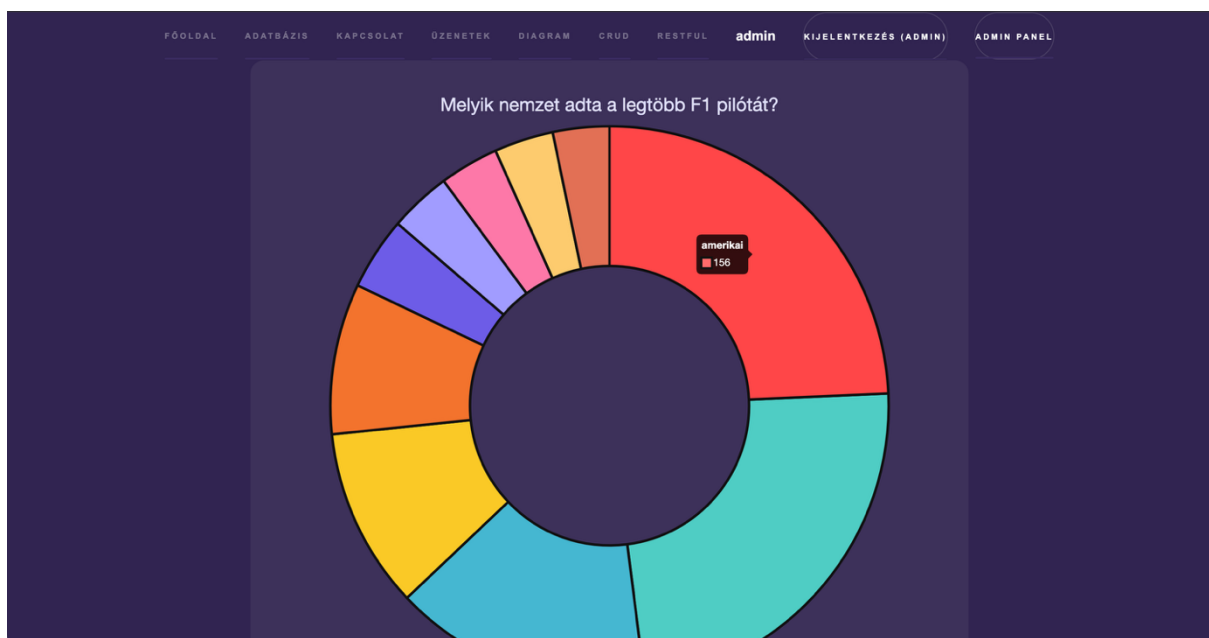 FŐOLDAL ADATBÁZIS KAPCSOLAT ÜZENETEK DIAGRAM CRUD RESTFUL admin KIJELENTKEZÉS (ADMIN) ADMIN PANEL
Melyik nemzet adta a legtöbb F1 pilótát?
amerikai
156